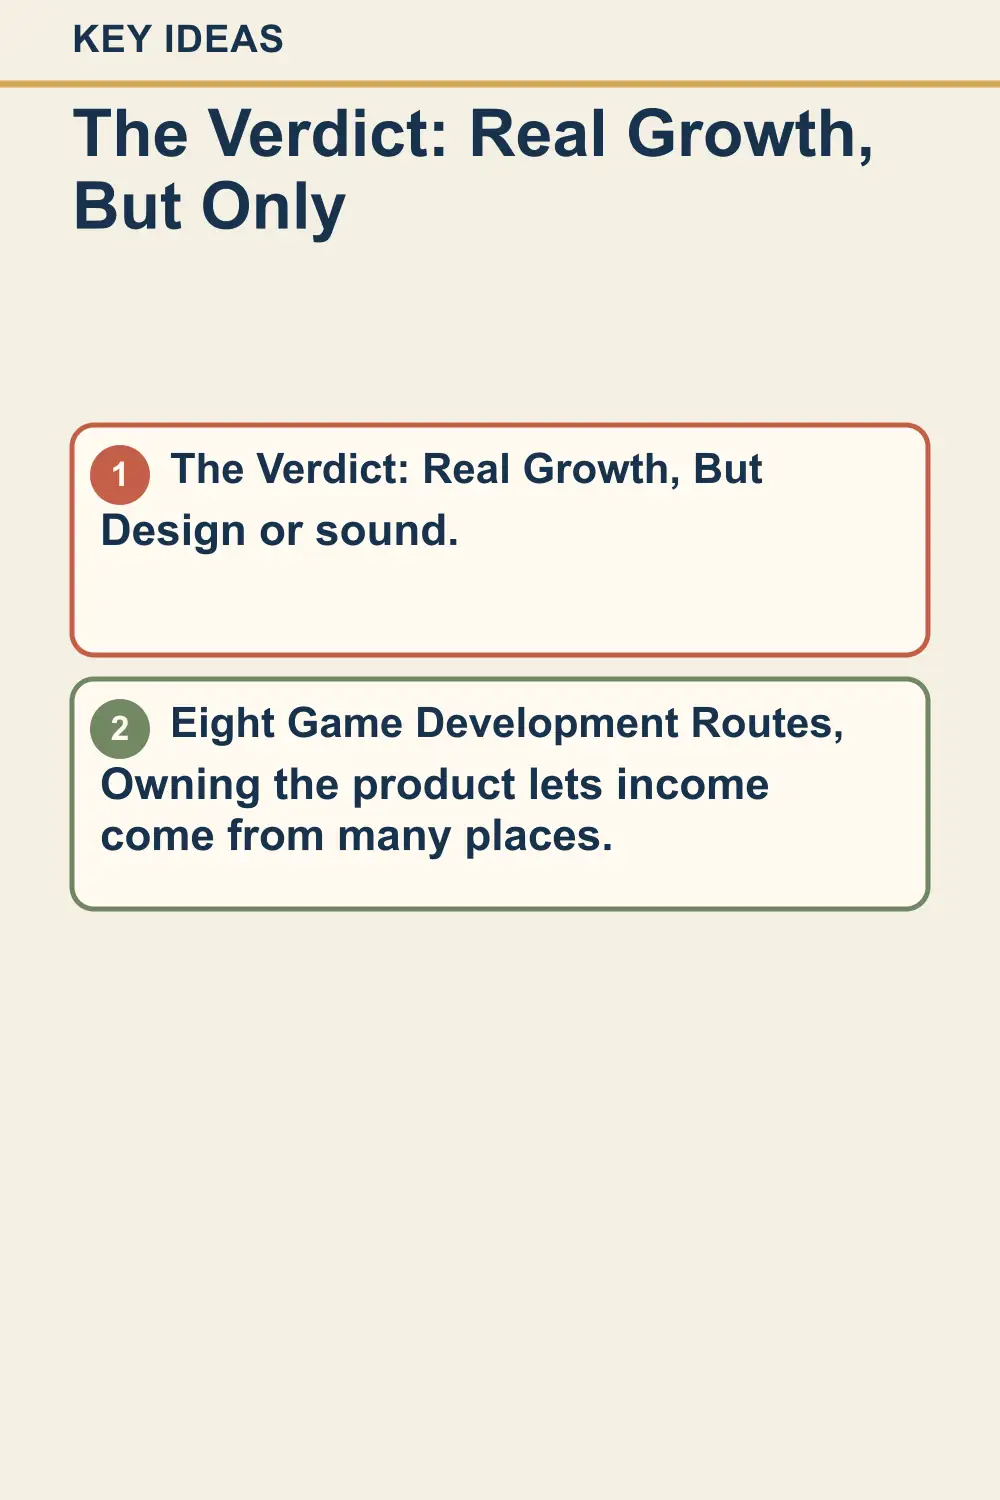 KEY IDEAS
The Verdict: Real Growth,
But Only
1 The Verdict: Real Growth, But
Design or sound.
2 Eight Game Development Routes,
Owning the product lets income
come from many places.